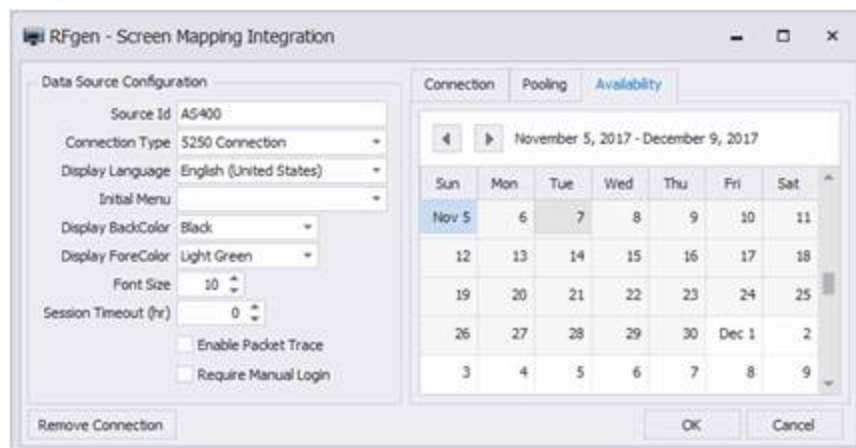 RFgen - Screen Mapping Integration
Data Source Configuration
Source Id AS400
Connection Type 5250 Connection
Display Language English (United States)
Initial Menu
Display BackColor Black
Display ForeColor Light Green
Font Size 10
Session Timeout (hr) 0
Enable Packet Trace
Require Manual Login
Connection Pooling Availability
November 5, 2017 - December 9, 2017
Sun Mon Tue Wed Thu Fri Sat
Nov 5 6 7 8 9 10 11
12 13 14 15 16 17 18
19 20 21 22 23 24 25
26 27 28 29 30 Dec 1 2
3 4 5 6 7 8 9
Remove Connection OK Cancel